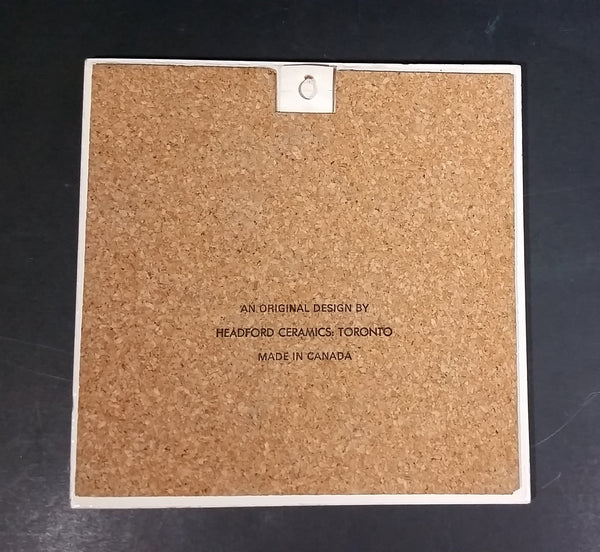 AN ORIGINAL DESIGN BY
HEADFORD CERAMICS: TORONTO
MADE IN CANADA